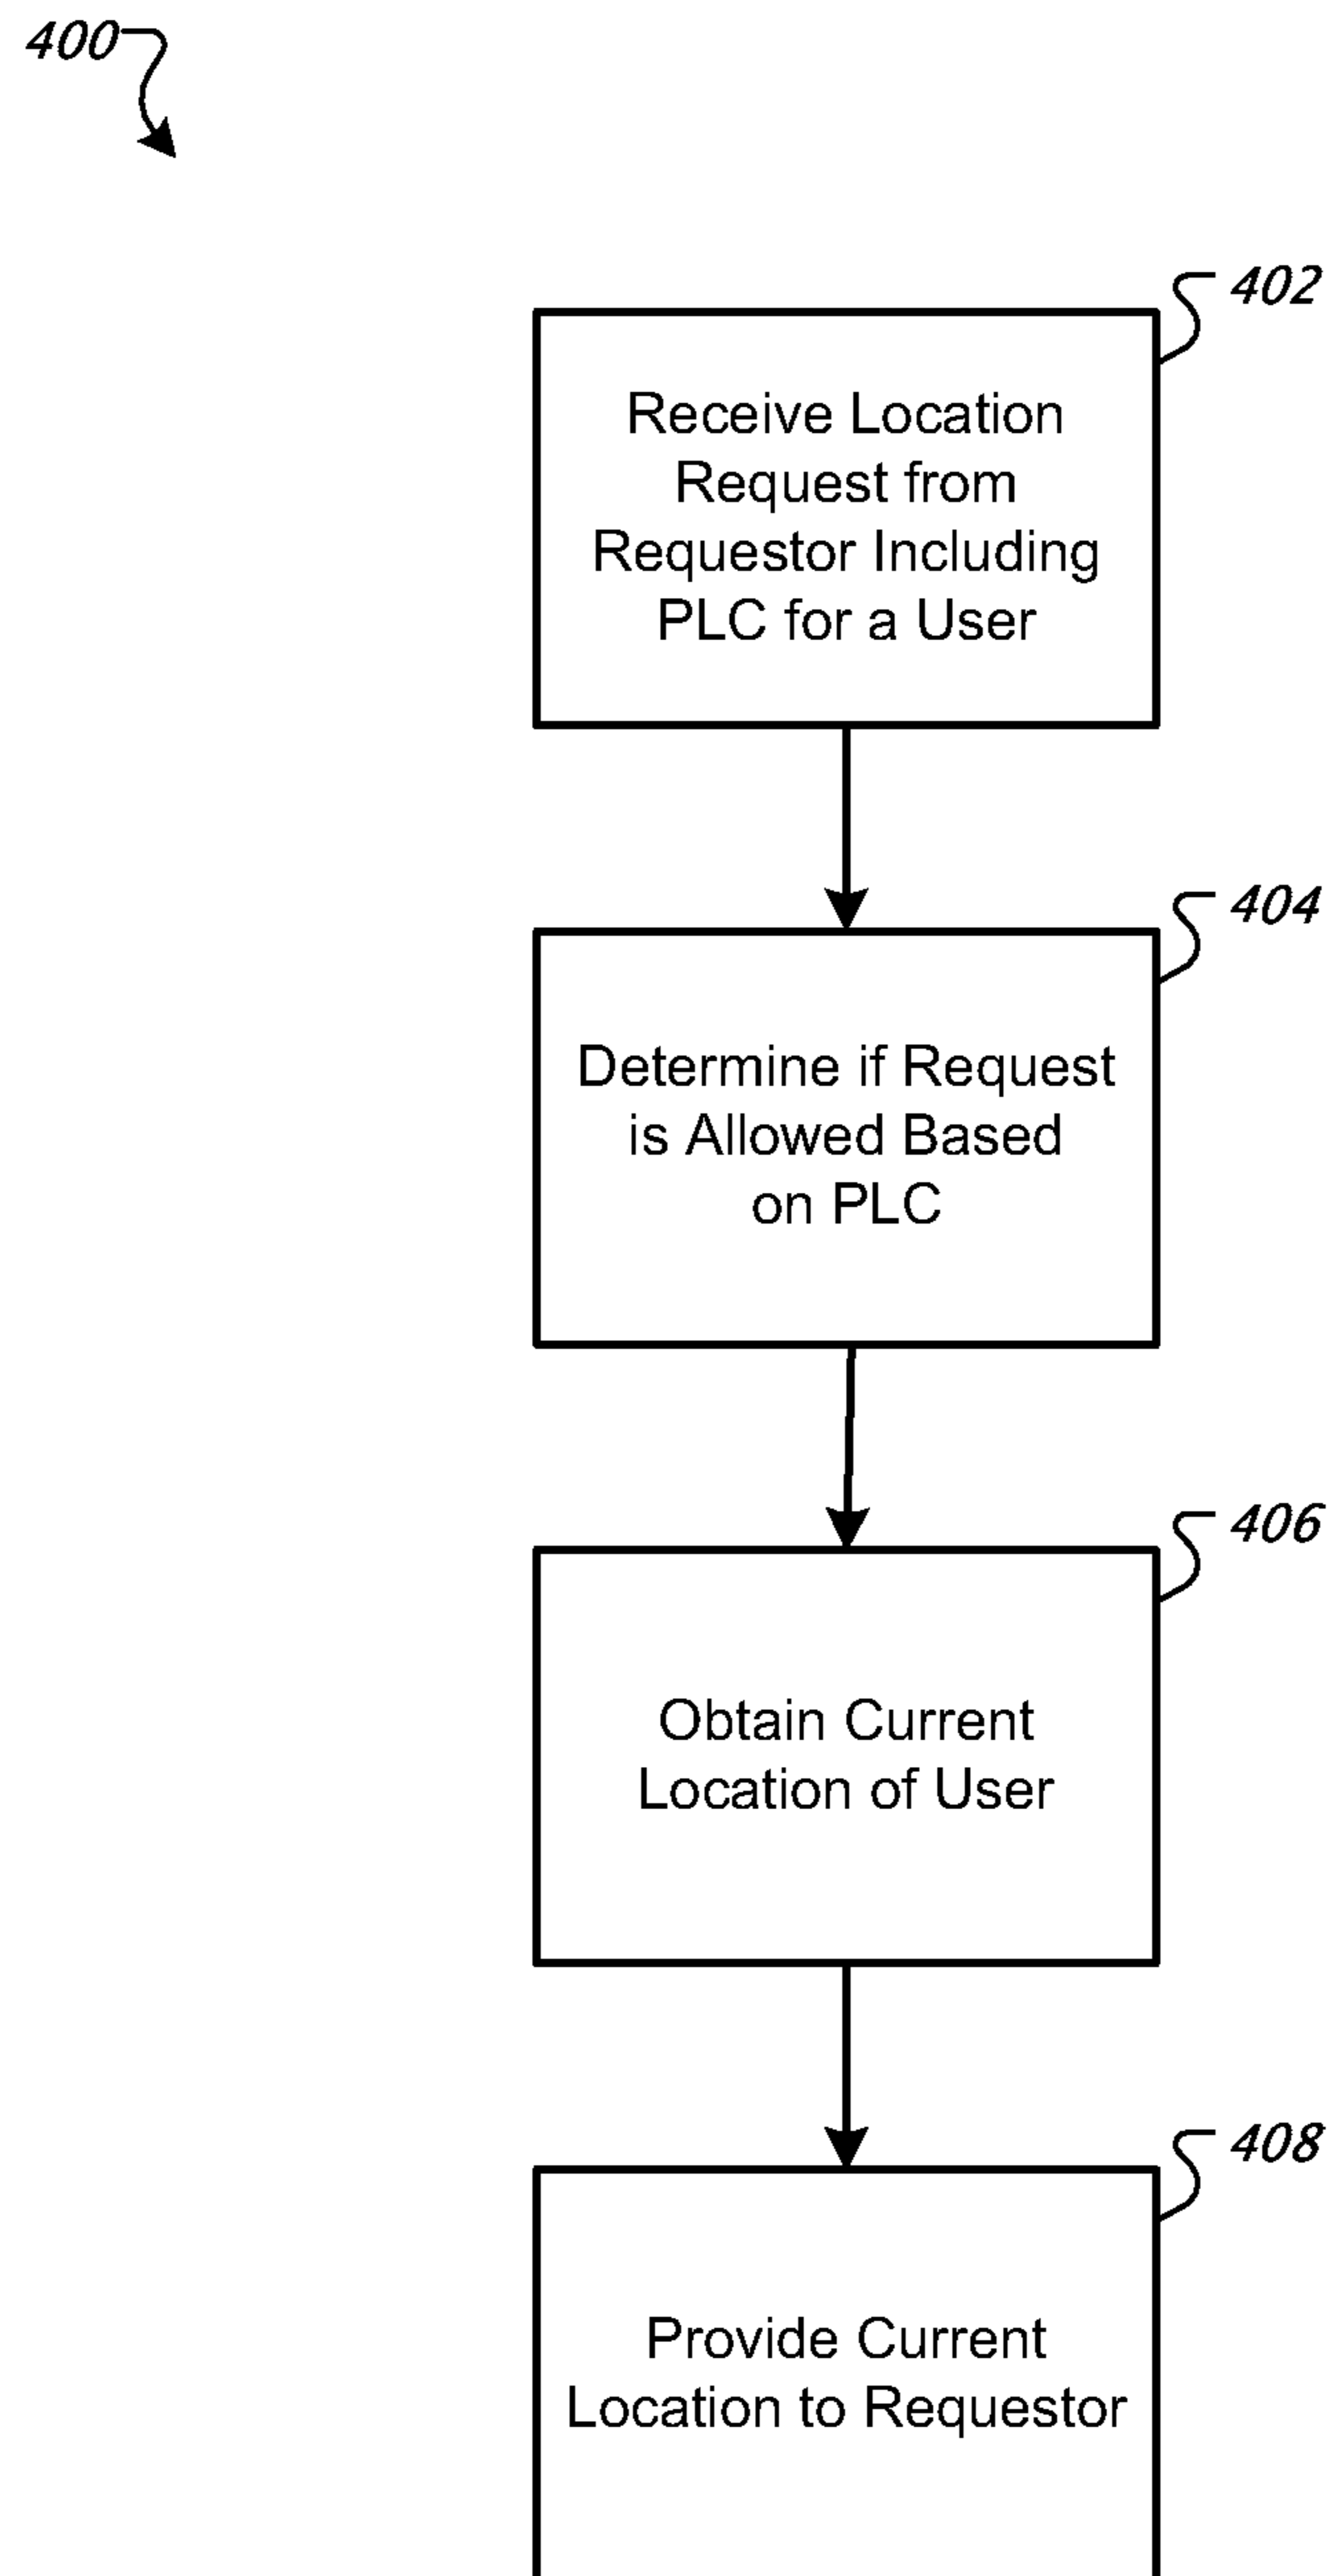 400
402
Receive Location
Request from
Requestor Including
PLC for a User
404
Determine if Request
is Allowed Based
on PLC
406
Obtain Current
Location of User
408
Provide Current
Location to Requestor